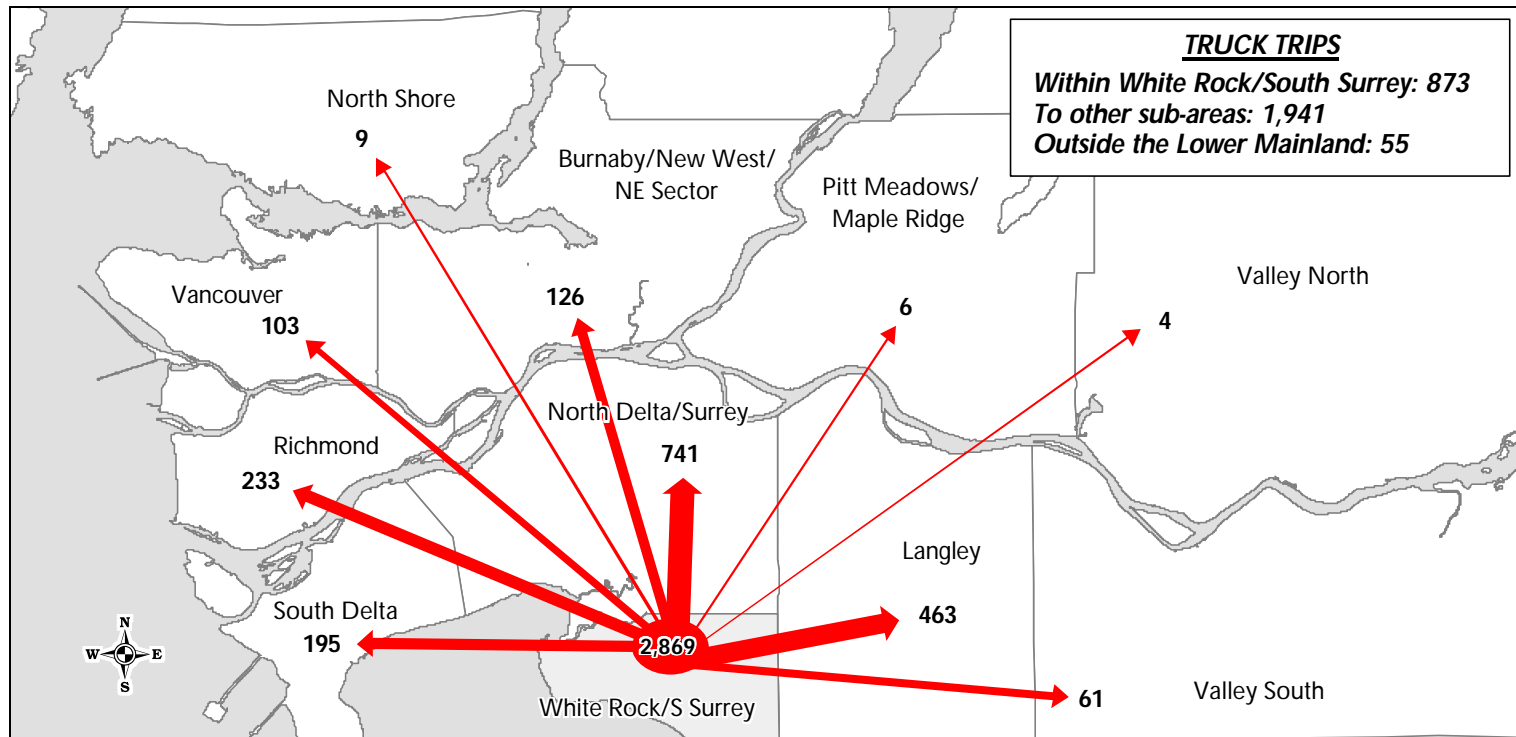 TRUCK TRIPS
Within White Rock/South Surrey: 873
To other sub-areas: 1,941
Outside the Lower Mainland: 55
North Shore
9
Burnaby/New West/
NE Sector
Pitt Meadows/
Maple Ridge
Valley North
Vancouver
103
126
6
4
North Delta/Surrey
741
Richmond
233
Langley
463
South Delta
195
2,869
White Rock/S Surrey
61
Valley South
N
W
E
S